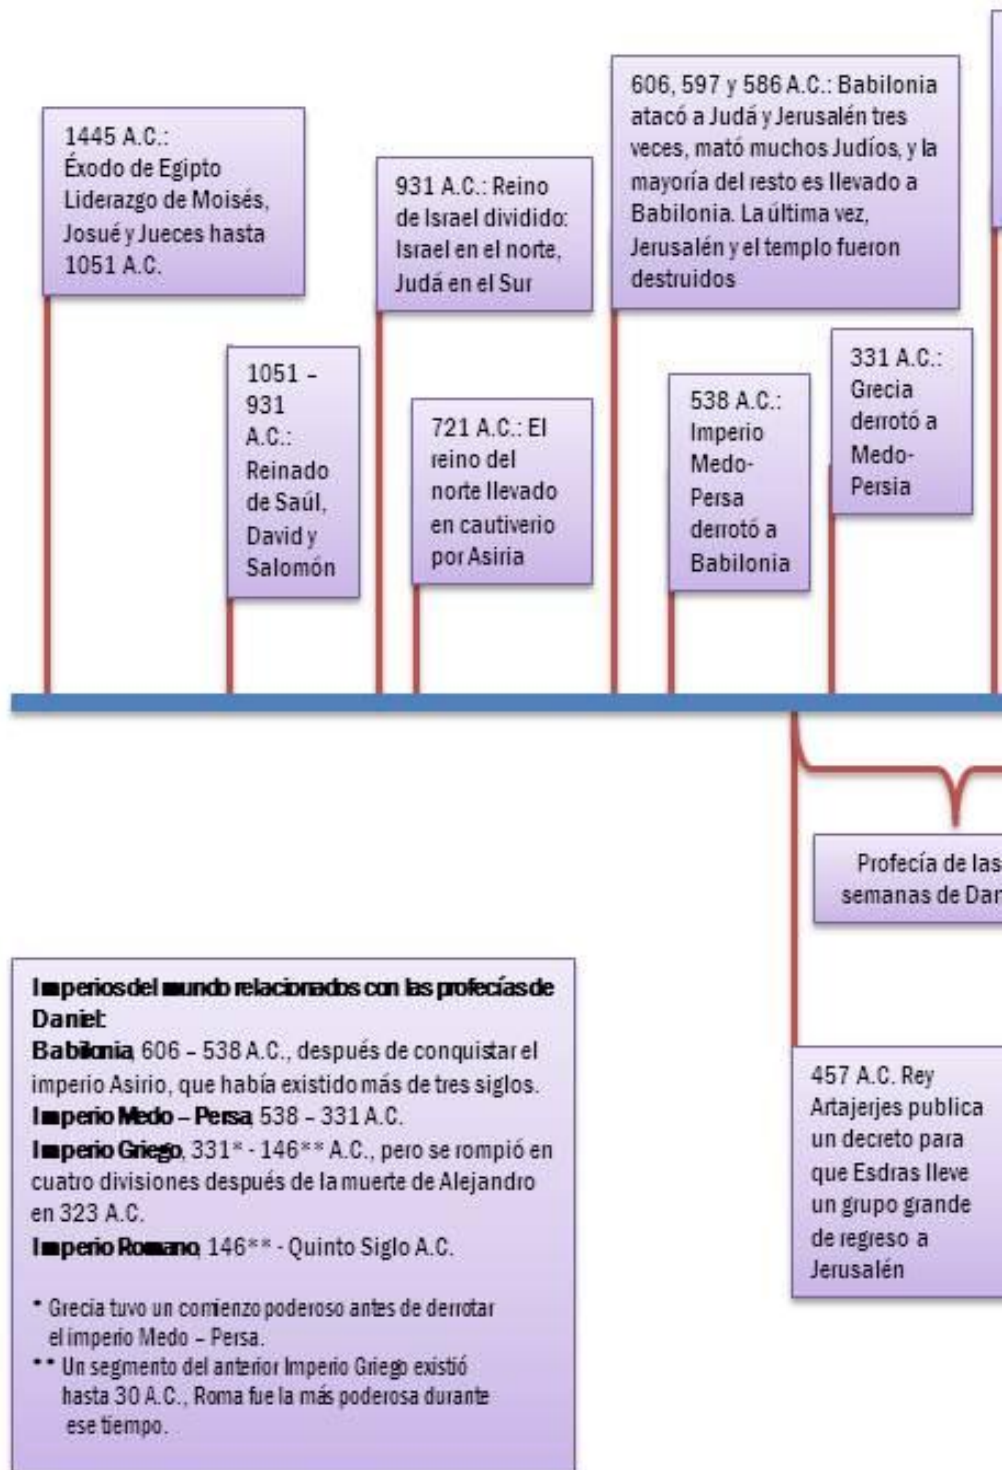 1445 A.C.:
Éxodo de Egipto
Liderazgo de Moisés,
Josué y Jueces hasta
1051 A.C.
1051 –
931
A.C.:
Reinado
de Saúl,
David y
Salomón
931 A.C.: Reino
de Israel dividido:
Israel en el norte,
Judá en el Sur
721 A.C.: El
reino del
norte llevado
en cautiverio
por Asiria
606, 597 y 586 A.C.: Babilonia
atacó a Judá y Jerusalén tres
veces, mató muchos Judíos, y la
mayoría del resto es llevado a
Babilonia. La última vez,
Jerusalén y el templo fueron
destruidos
538 A.C.:
Imperio
Medo-
Persa
derrotó a
Babilonia
331 A.C.:
Grecia
derrotó a
Medo-
Persia
Profecía de las
semanas de Dan
457 A.C. Rey
Artajerjes publica
un decreto para
que Esdras lleve
un grupo grande
de regreso a
Jerusalén
Imperios del mundo relacionados con las profecías de
Daniel:
Babilonia, 606 – 538 A.C., después de conquistar el
imperio Asirio, que había existido más de tres siglos.
Imperio Medo – Persa, 538 – 331 A.C.
Imperio Griego, 331* - 146** A.C., pero se rompió en
cuatro divisiones después de la muerte de Alejandro
en 323 A.C.
Imperio Romano, 146** - Quinto Siglo A.C.
* Grecia tuvo un comienzo poderoso antes de derrotar
el imperio Medo – Persa.
** Un segmento del anterior Imperio Griego existió
hasta 30 A.C., Roma fue la más poderosa durante
ese tiempo.